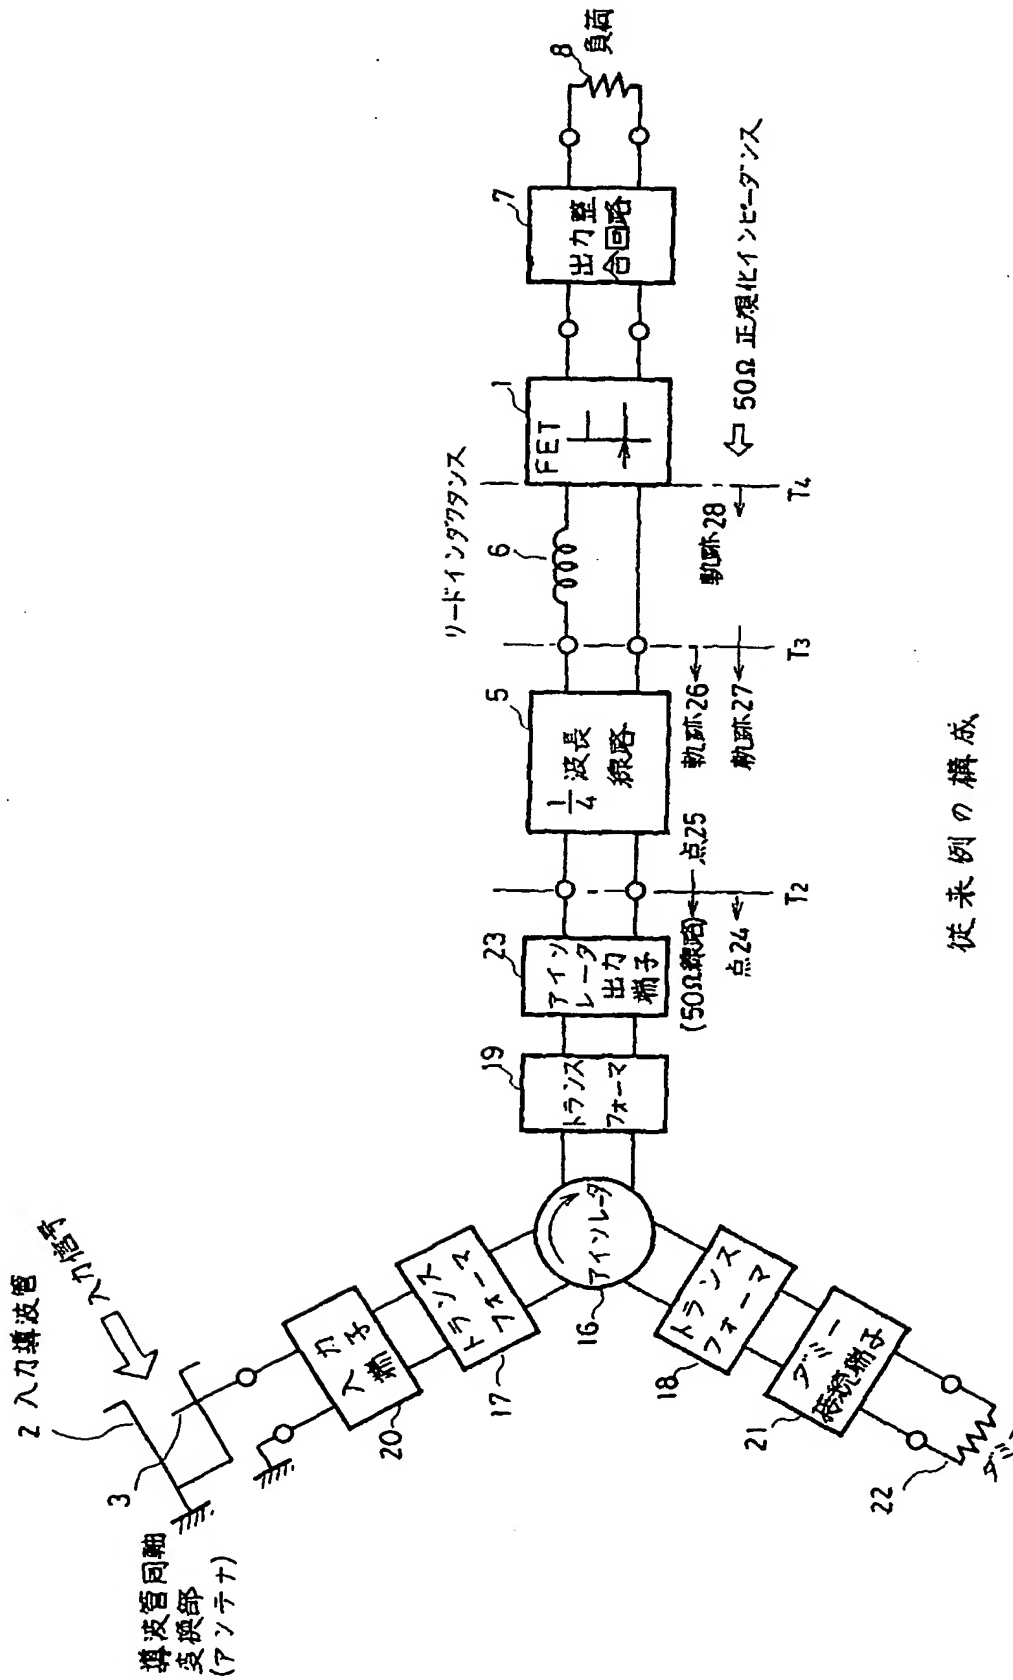 2 入力導波管
入力信号
3
導波管同軸
変換部
(アンテナ)
20
入力
端子
17
トランス
フォーマ
16
アイソレータ
18
トランス
フォーマ
21
ダミー
接続端子
22
19
トランス
フォーマ
23
アイソ
レータ
出力
端子
(50Ω線路)
点25
点24
T2
5
1/4 波長
線路
軌跡26
軌跡27
T3
リードインダクタンス
6
軌跡28
T4
1
FET
50Ω 正規化インピーダンス
7
出力整
合回路
8
負荷
従来例の構成